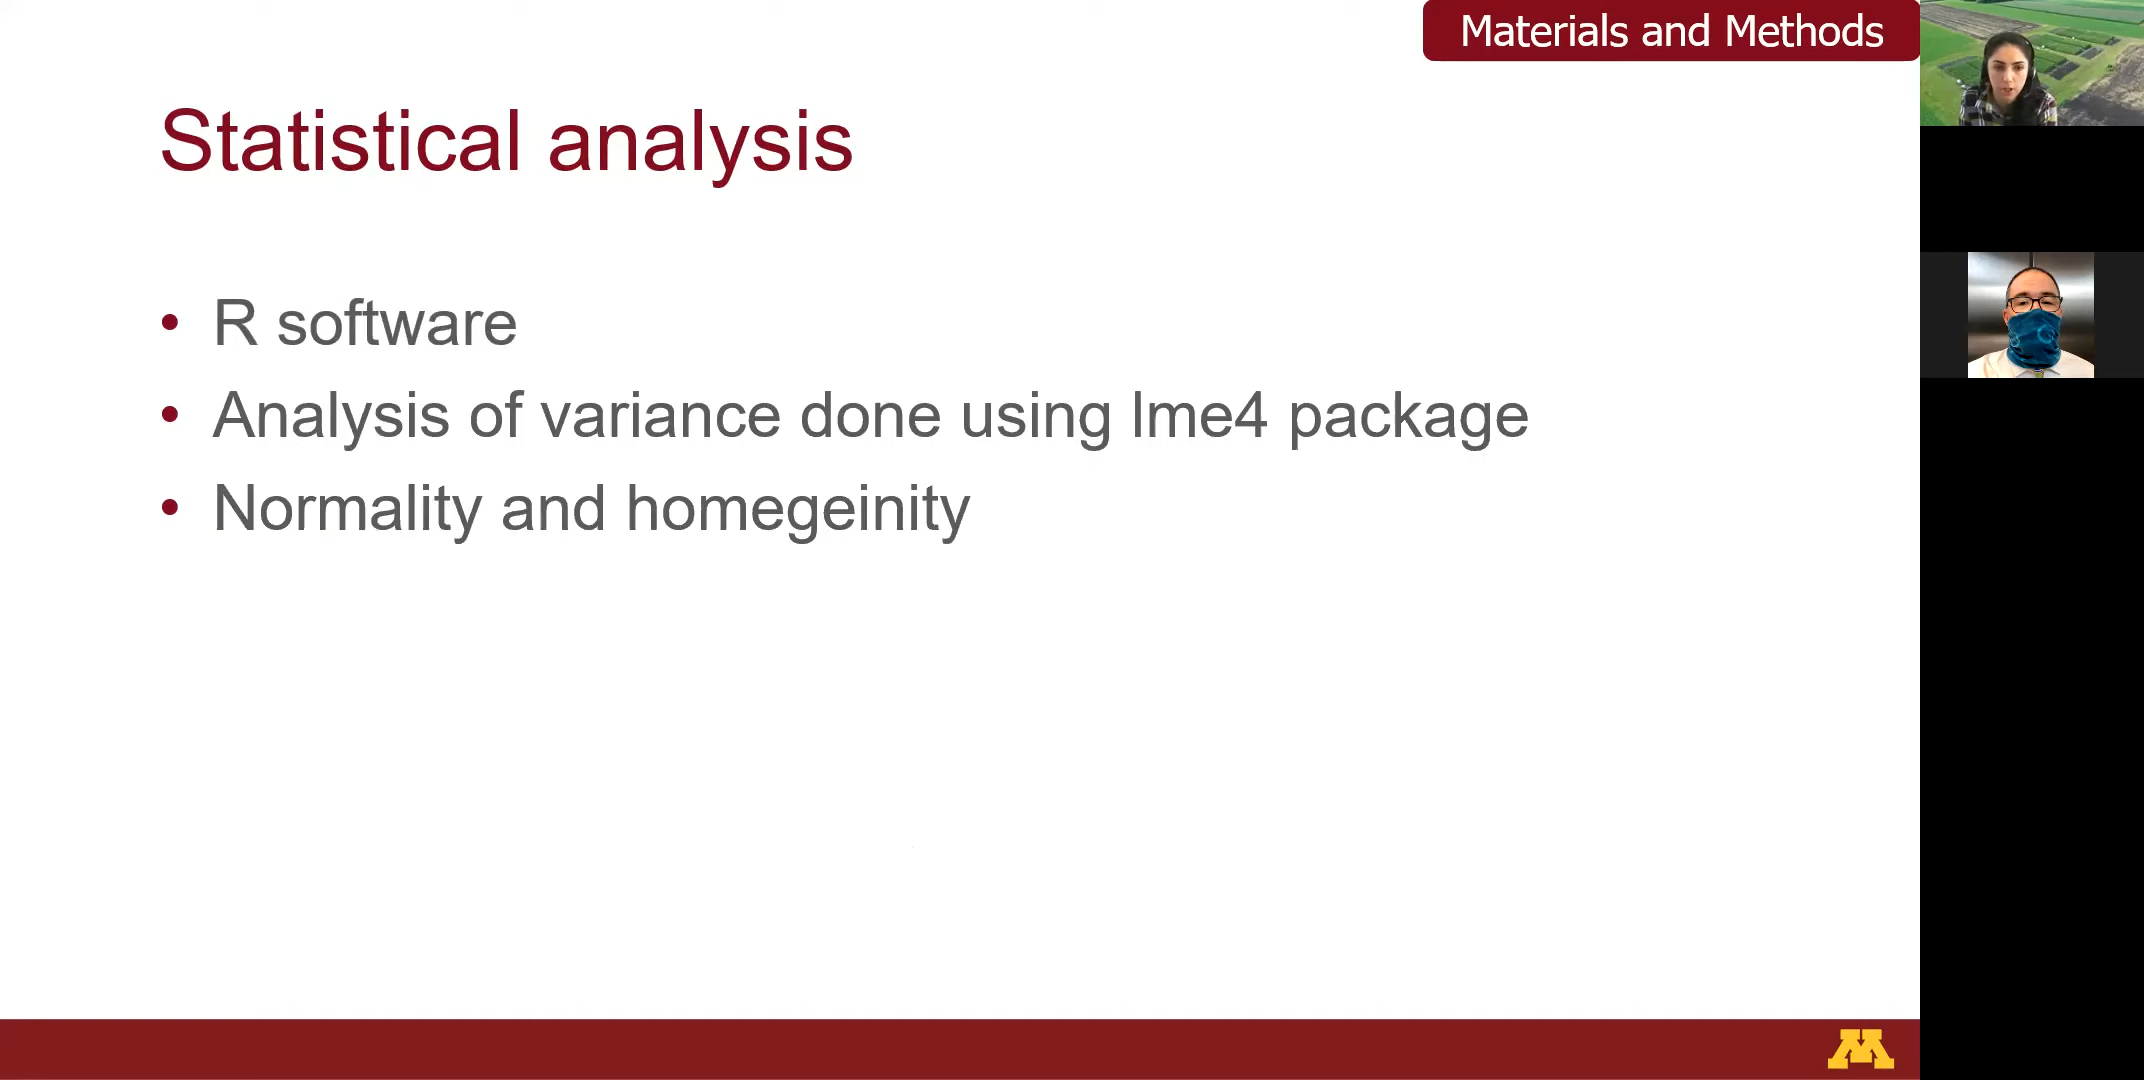 Materials and Methods
Statistical analysis
• R software
• Analysis of variance done using lme4 package
• Normality and homegeinity
M